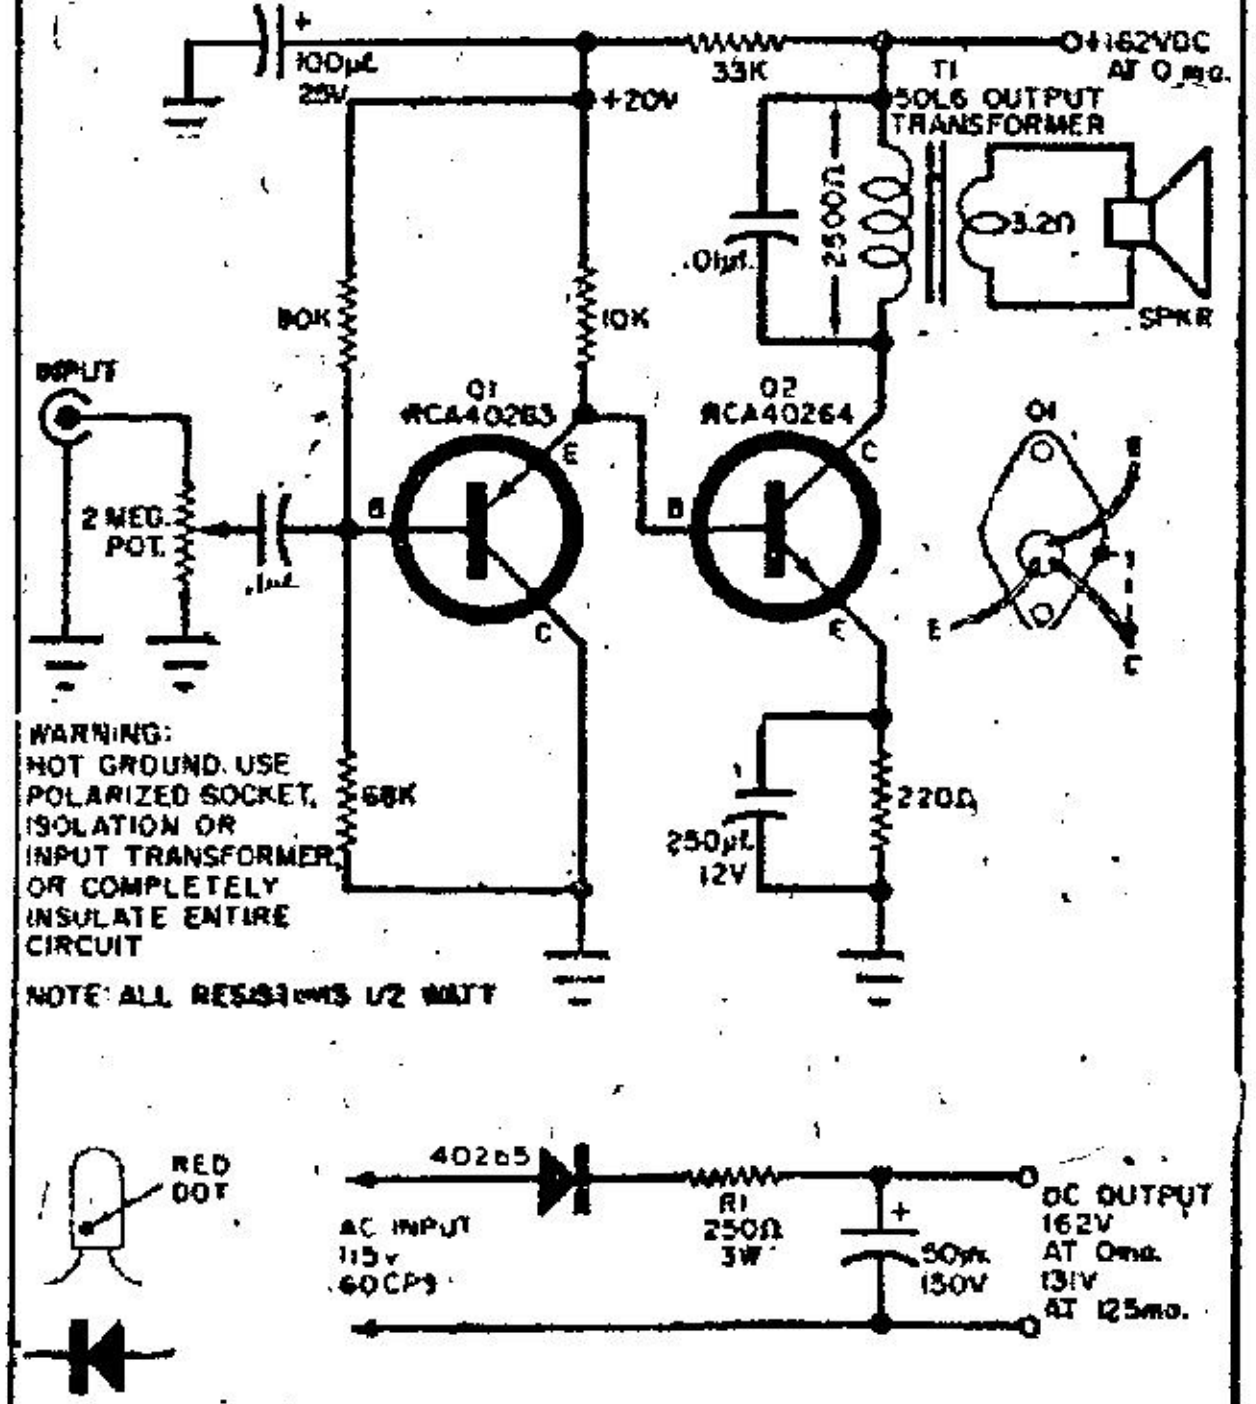 +
100µf.
25V
33K
+162VDC
AT 0 ma.
+20V
T1
50L6 OUTPUT
TRANSFORMER
2500Ω
.01µf.
3.2Ω
SPKR
10K
INPUT
Q1
RCA40263
E
B
C
Q2
RCA40264
C
B
E
Q1
E
C
2 MEG.
POT.
68K
220Ω
250µf.
12V
WARNING:
HOT GROUND. USE
POLARIZED SOCKET,
ISOLATION OR
INPUT TRANSFORMER,
OR COMPLETELY
INSULATE ENTIRE
CIRCUIT
NOTE: ALL RESISTORS 1/2 WATT
RED
DOT
40265
AC INPUT
115v
60CPS
R1
250Ω
3W
+
50µf.
150V
DC OUTPUT
162V
AT 0ma.
131V
AT 125ma.